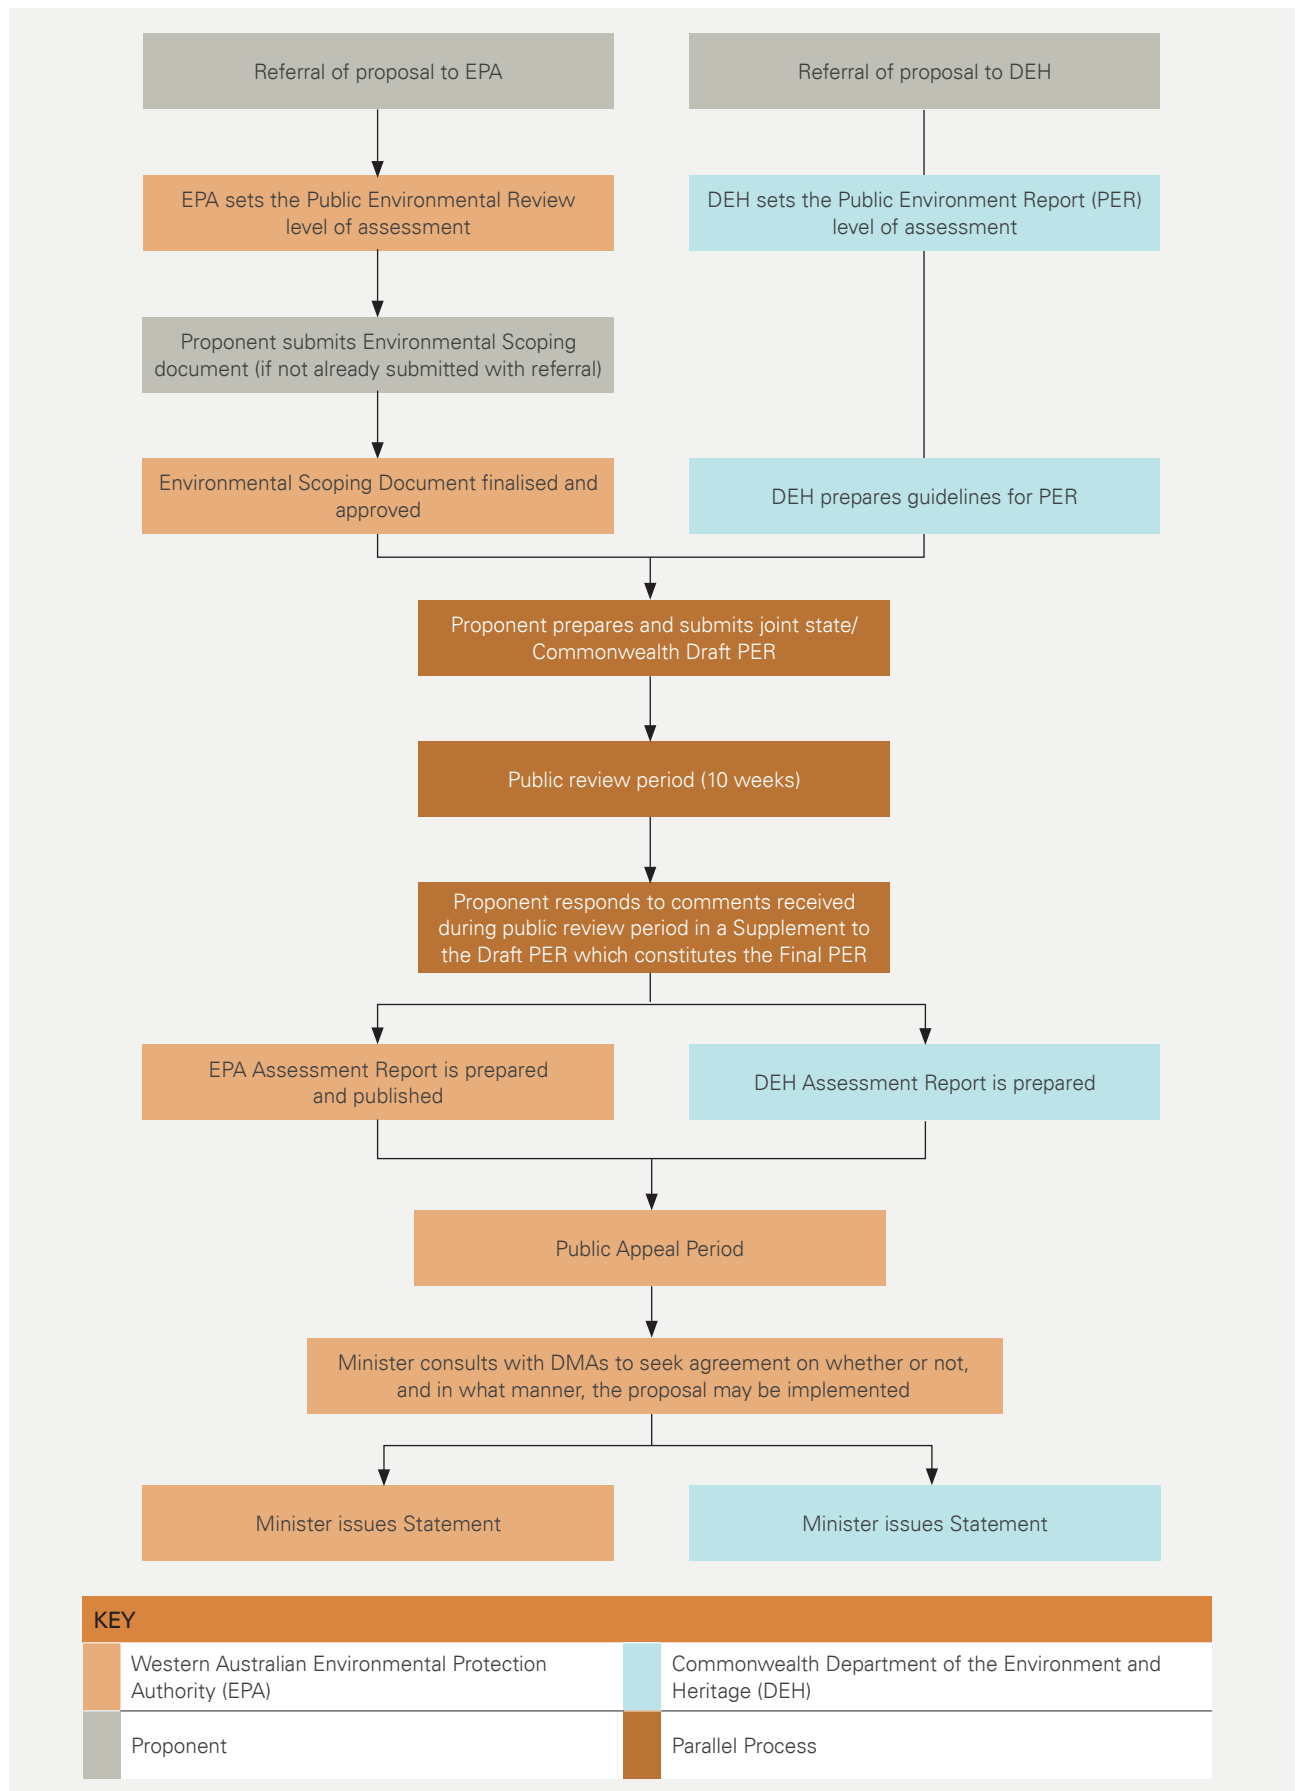 Referral of proposal to EPA
Referral of proposal to DEH
EPA sets the Public Environmental Review
level of assessment
DEH sets the Public Environment Report (PER)
level of assessment
Proponent submits Environmental Scoping
document (if not already submitted with referral)
Environmental Scoping Document finalised and
approved
DEH prepares guidelines for PER
Proponent prepares and submits joint state/
Commonwealth Draft PER
Public review period (10 weeks)
Proponent responds to comments received
during public review period in a Supplement to
the Draft PER which constitutes the Final PER
EPA Assessment Report is prepared
and published
DEH Assessment Report is prepared
Public Appeal Period
Minister consults with DMAs to seek agreement on whether or not,
and in what manner, the proposal may be implemented
Minister issues Statement
Minister issues Statement
KEY
Western Australian Environmental Protection
Authority (EPA)
Commonwealth Department of the Environment and
Heritage (DEH)
Proponent
Parallel Process